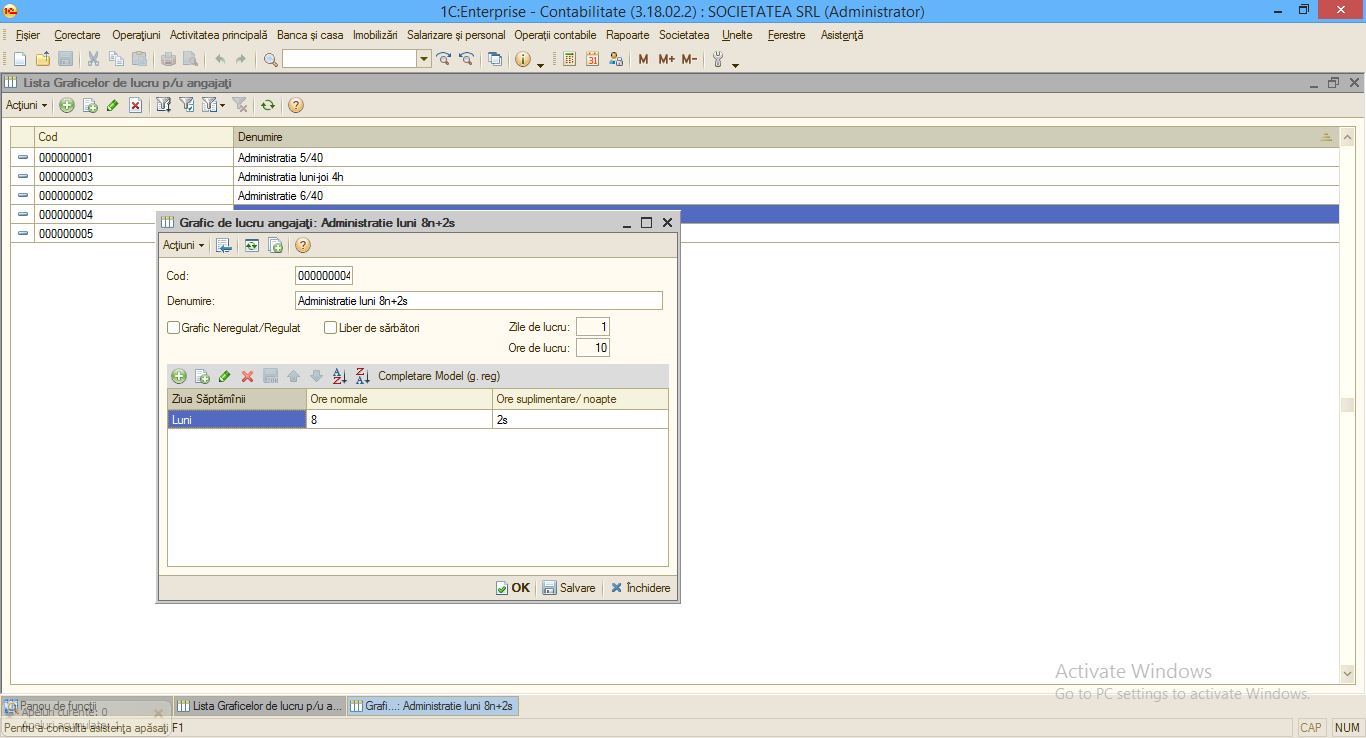 1C:Enterprise - Contabilitate (3.18.02.2) : SOCIETATEA SRL (Administrator)
Fișier Corectare Operațiuni Activitatea principală Banca și casa Imobilizări Salarizare și personal Operații contabile Rapoarte Societatea Unelte Ferestre Asistență
M M+ M-
Lista Graficelor de lucru p/u angajați
Acțiuni
Cod Denumire
000000001 Administratia 5/40
000000003 Administratia luni-joi 4h
000000002 Administratie 6/40
000000004
000000005
Grafic de lucru angajați: Administratie luni 8n+2s
Acțiuni
Cod: 000000004
Denumire: Administratie luni 8n+2s
Grafic Neregulat/Regulat Liber de sărbători Zile de lucru: 1
Ore de lucru: 10
Completare Model (g. reg)
Ziua Săptămînii Ore normale Ore suplimentare/ noapte
Luni 8 2s
OK Salvare Închidere
Activate Windows
Go to PC settings to activate Windows.
Panou de funcții Lista Graficelor de lucru p/u a... Grafi...: Administratie luni 8n+2s
Apeluri curente: 0
Apeluri acumulate: 1
Pentru a consulta asistența apăsați F1 CAP NUM